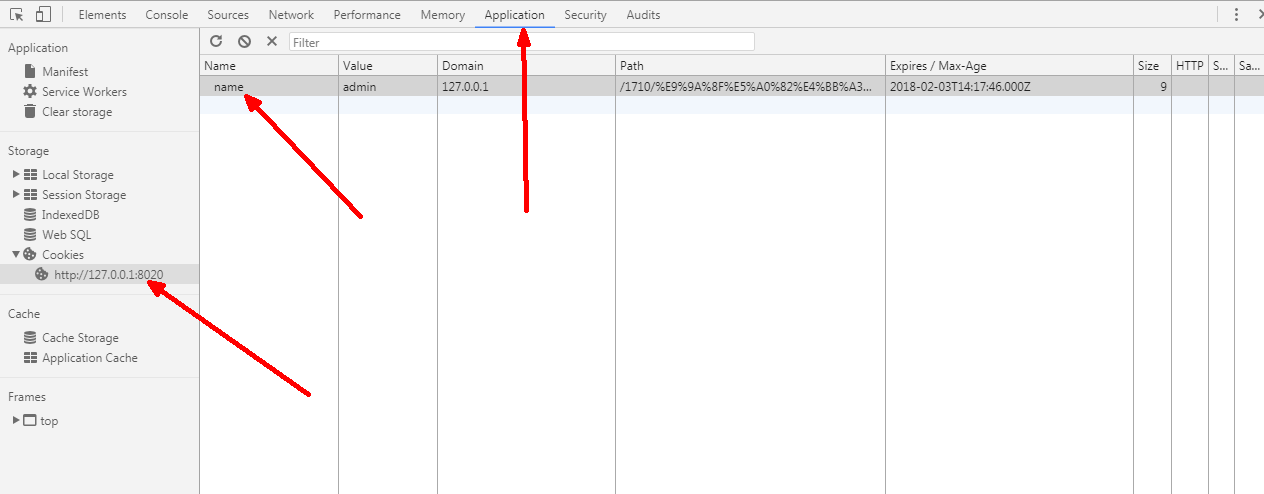 Elements Console Sources Network Performance Memory Application Security Audits
Application
Manifest
Service Workers
Clear storage
Storage
Local Storage
Session Storage
IndexedDB
Web SQL
Cookies
http://127.0.0.1:8020
Cache
Cache Storage
Application Cache
Frames
top
Filter
Name Value Domain Path Expires / Max-Age Size HTTP S... Sa...
name admin 127.0.0.1 /1710/%E9%9A%8F%E5%A0%82%E4%BB%A3... 2018-02-03T14:17:46.000Z 9